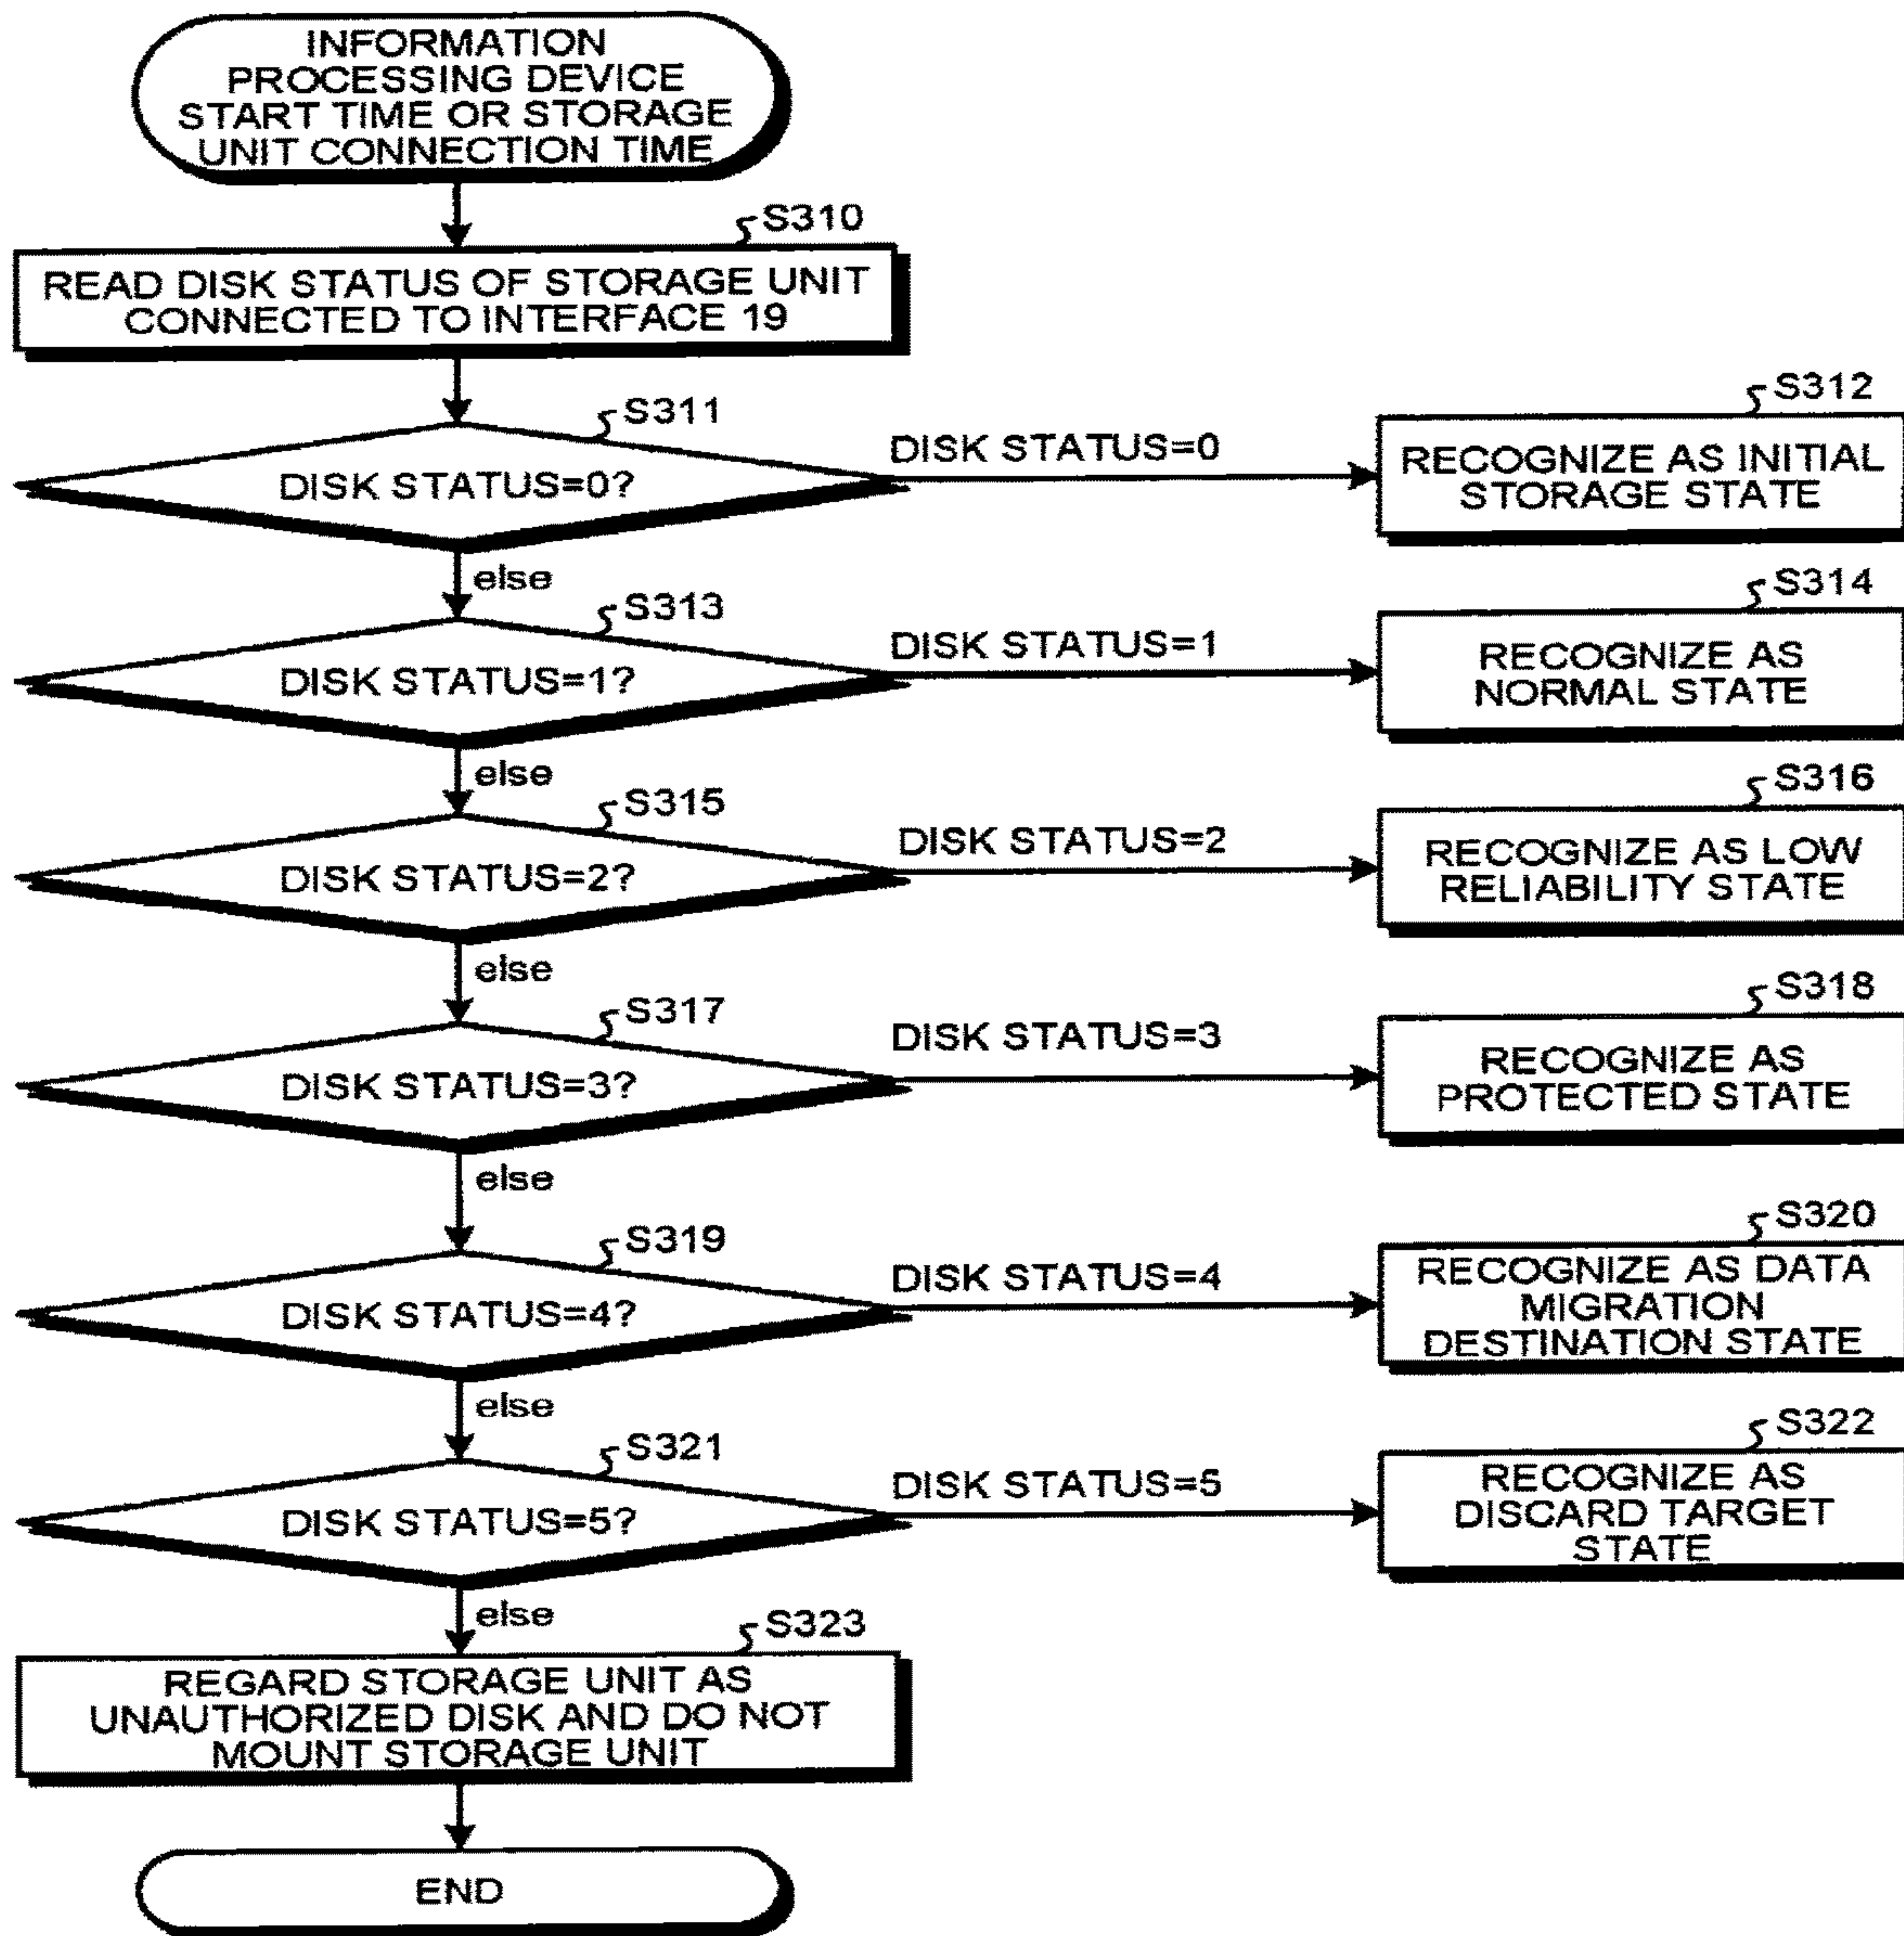 INFORMATION
PROCESSING DEVICE
START TIME OR STORAGE
UNIT CONNECTION TIME
S310
READ DISK STATUS OF STORAGE UNIT
CONNECTED TO INTERFACE 19
S311
DISK STATUS=0?
DISK STATUS=0
S312
RECOGNIZE AS INITIAL
STORAGE STATE
else
S313
DISK STATUS=1?
DISK STATUS=1
S314
RECOGNIZE AS
NORMAL STATE
else
S315
DISK STATUS=2?
DISK STATUS=2
S316
RECOGNIZE AS LOW
RELIABILITY STATE
else
S317
DISK STATUS=3?
DISK STATUS=3
S318
RECOGNIZE AS
PROTECTED STATE
else
S319
DISK STATUS=4?
DISK STATUS=4
S320
RECOGNIZE AS DATA
MIGRATION
DESTINATION STATE
else
S321
DISK STATUS=5?
DISK STATUS=5
S322
RECOGNIZE AS
DISCARD TARGET
STATE
else
S323
REGARD STORAGE UNIT AS
UNAUTHORIZED DISK AND DO NOT
MOUNT STORAGE UNIT
END